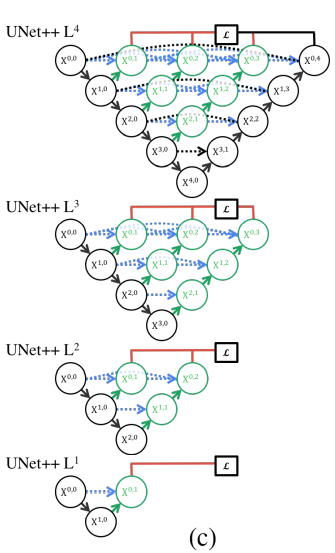 UNet++ L⁴
ℒ
X⁰,⁰ X⁰,¹ X⁰,² X⁰,³ X⁰,⁴
X¹,⁰ X¹,¹ X¹,² X¹,³
X²,⁰ X²,¹ X²,²
X³,⁰ X³,¹
X⁴,⁰
UNet++ L³
ℒ
X⁰,⁰ X⁰,¹ X⁰,² X⁰,³
X¹,⁰ X¹,¹ X¹,²
X²,⁰ X²,¹
X³,⁰
UNet++ L²
ℒ
X⁰,⁰ X⁰,¹ X⁰,²
X¹,⁰ X¹,¹
X²,⁰
UNet++ L¹
ℒ
X⁰,⁰ X⁰,¹
X¹,⁰
(c)